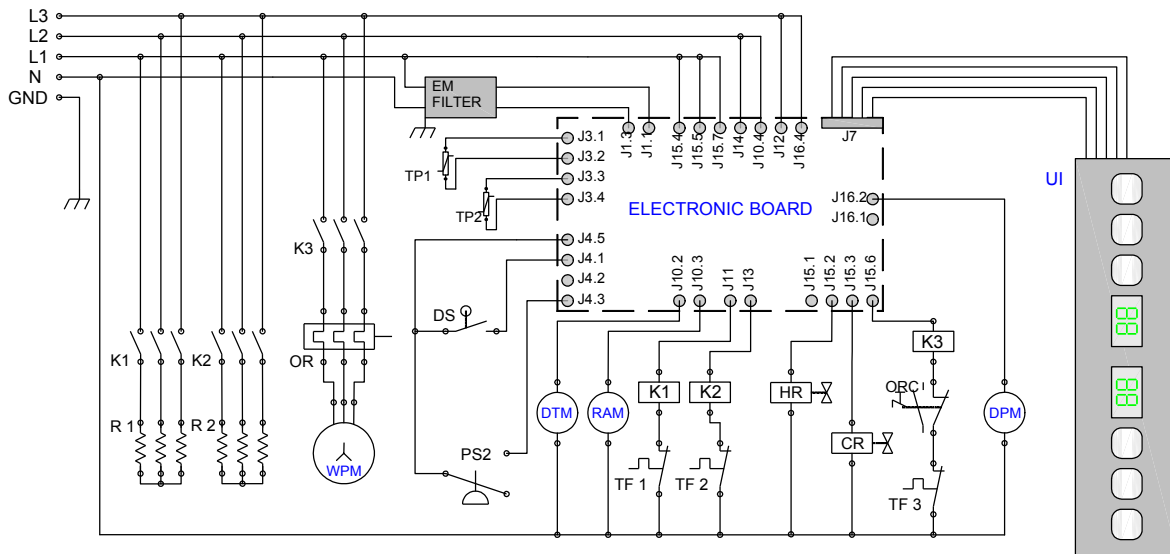 L3
L2
L1
N
GND
EM
FILTER
J3.1
J3.2
J3.3
J3.4
TP1
TP2
J1.3
J1.1
J15.4
J15.5
J15.7
J14
J10.4
J12
J16.4
J7
ELECTRONIC BOARD
J16.2
J16.1
UI
J4.5
J4.1
J4.2
J4.3
J10.2
J10.3
J11
J13
J15.1
J15.2
J15.3
J15.6
K3
DS
K1
K2
OR
K3
ORC
88
88
K1
K2
HR
DTM
RAM
DPM
CR
R 1
R 2
WPM
PS2
TF 1
TF 2
TF 3